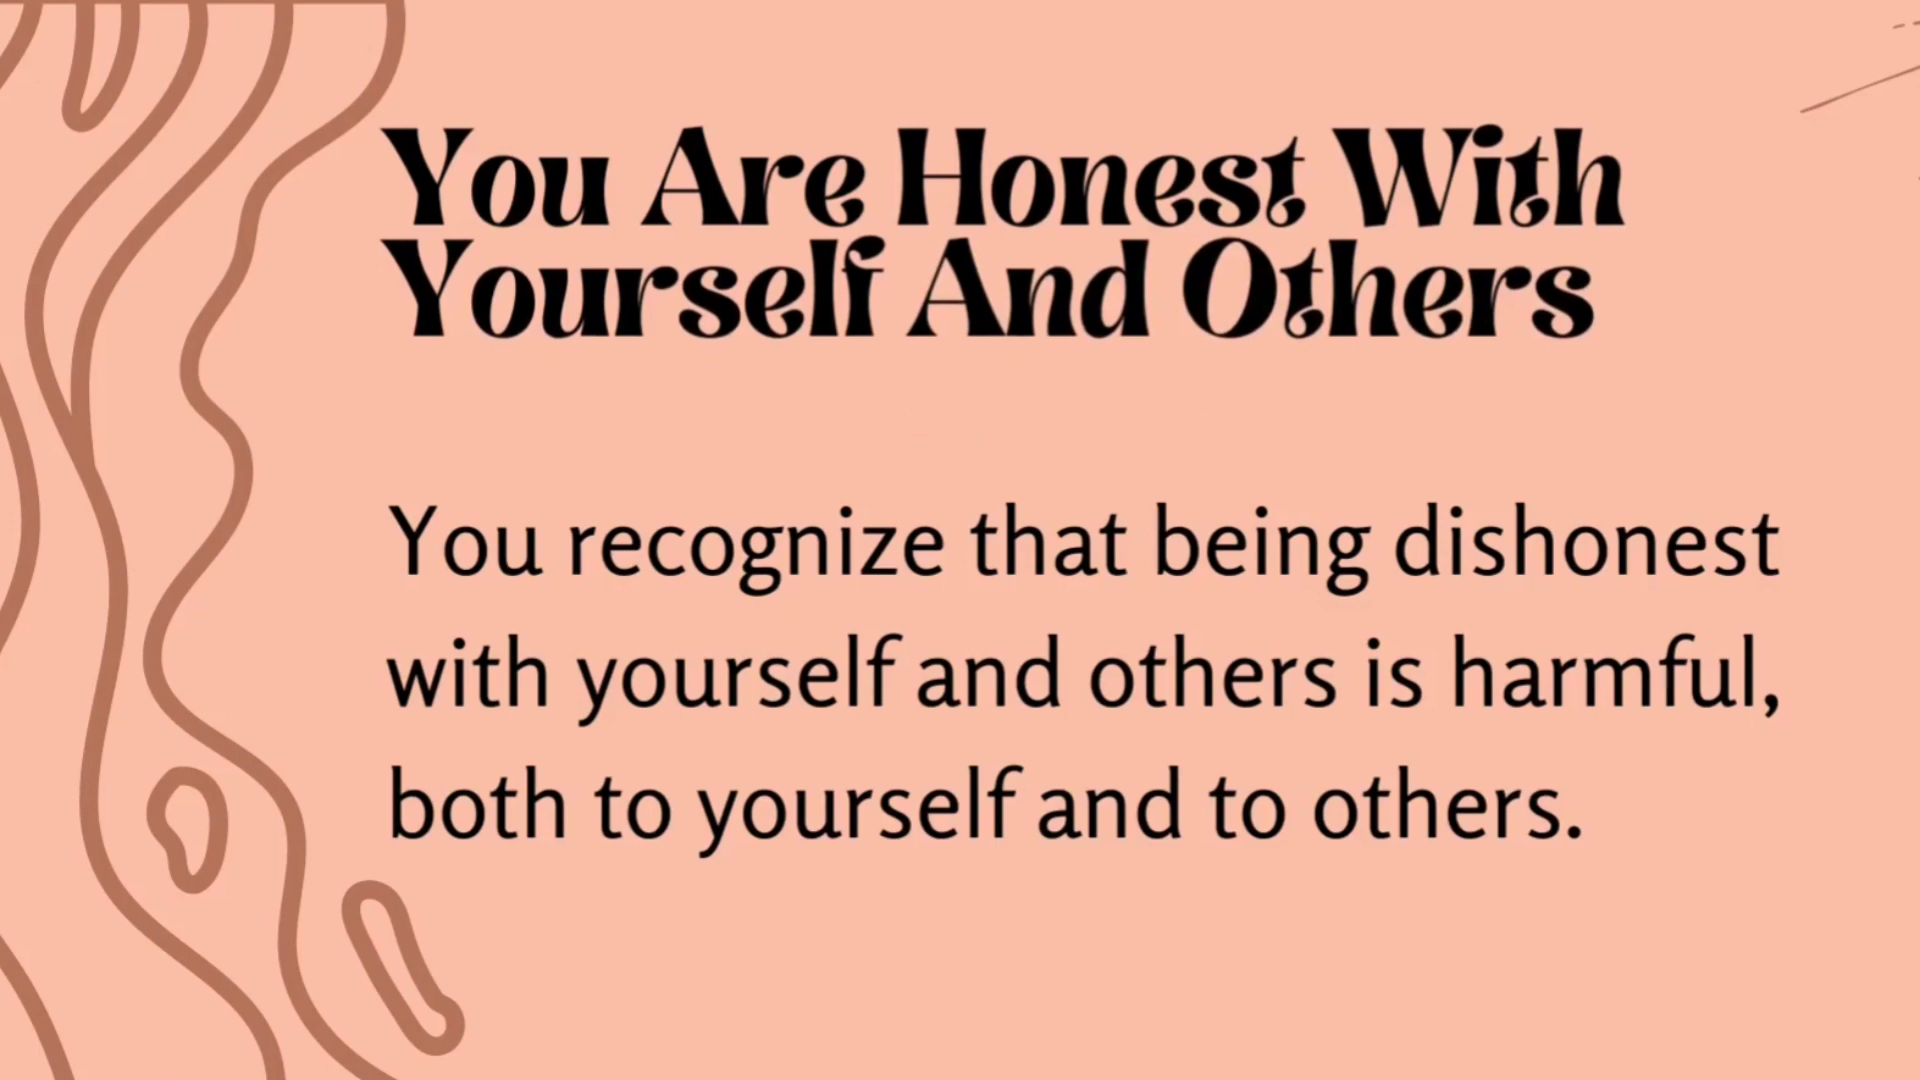 You Are Honest With
Yourself And Others
You recognize that being dishonest
with yourself and others is harmful,
both to yourself and to others.